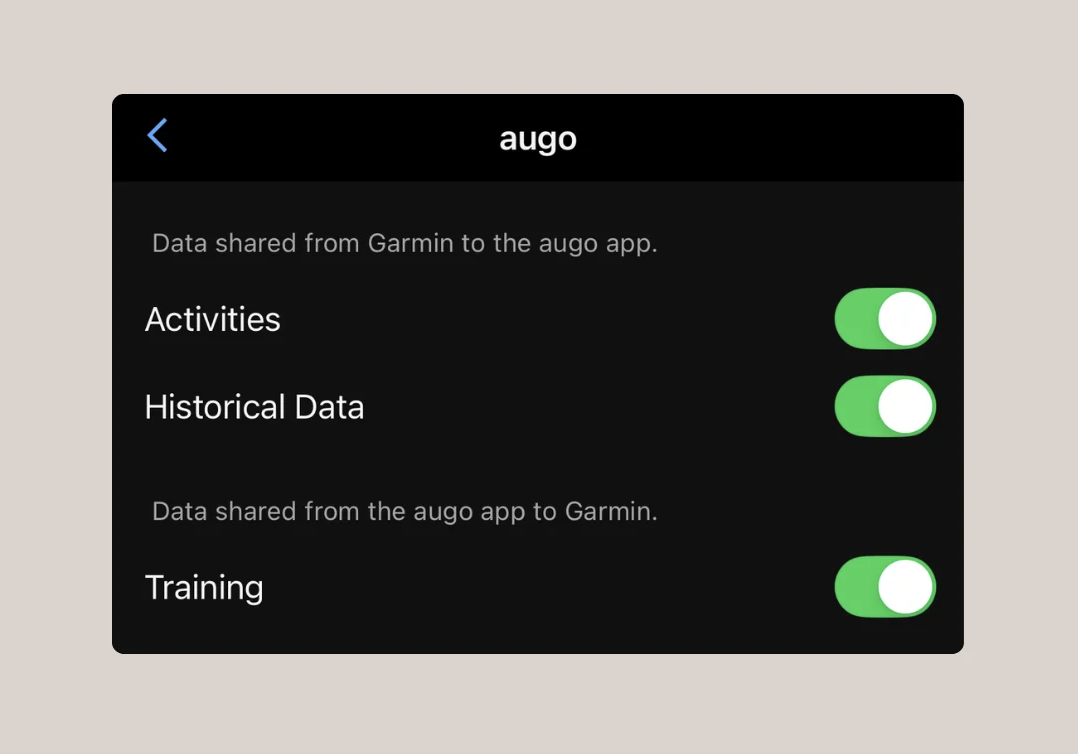 augo
Data shared from Garmin to the augo app.
Activities
Historical Data
Data shared from the augo app to Garmin.
Training